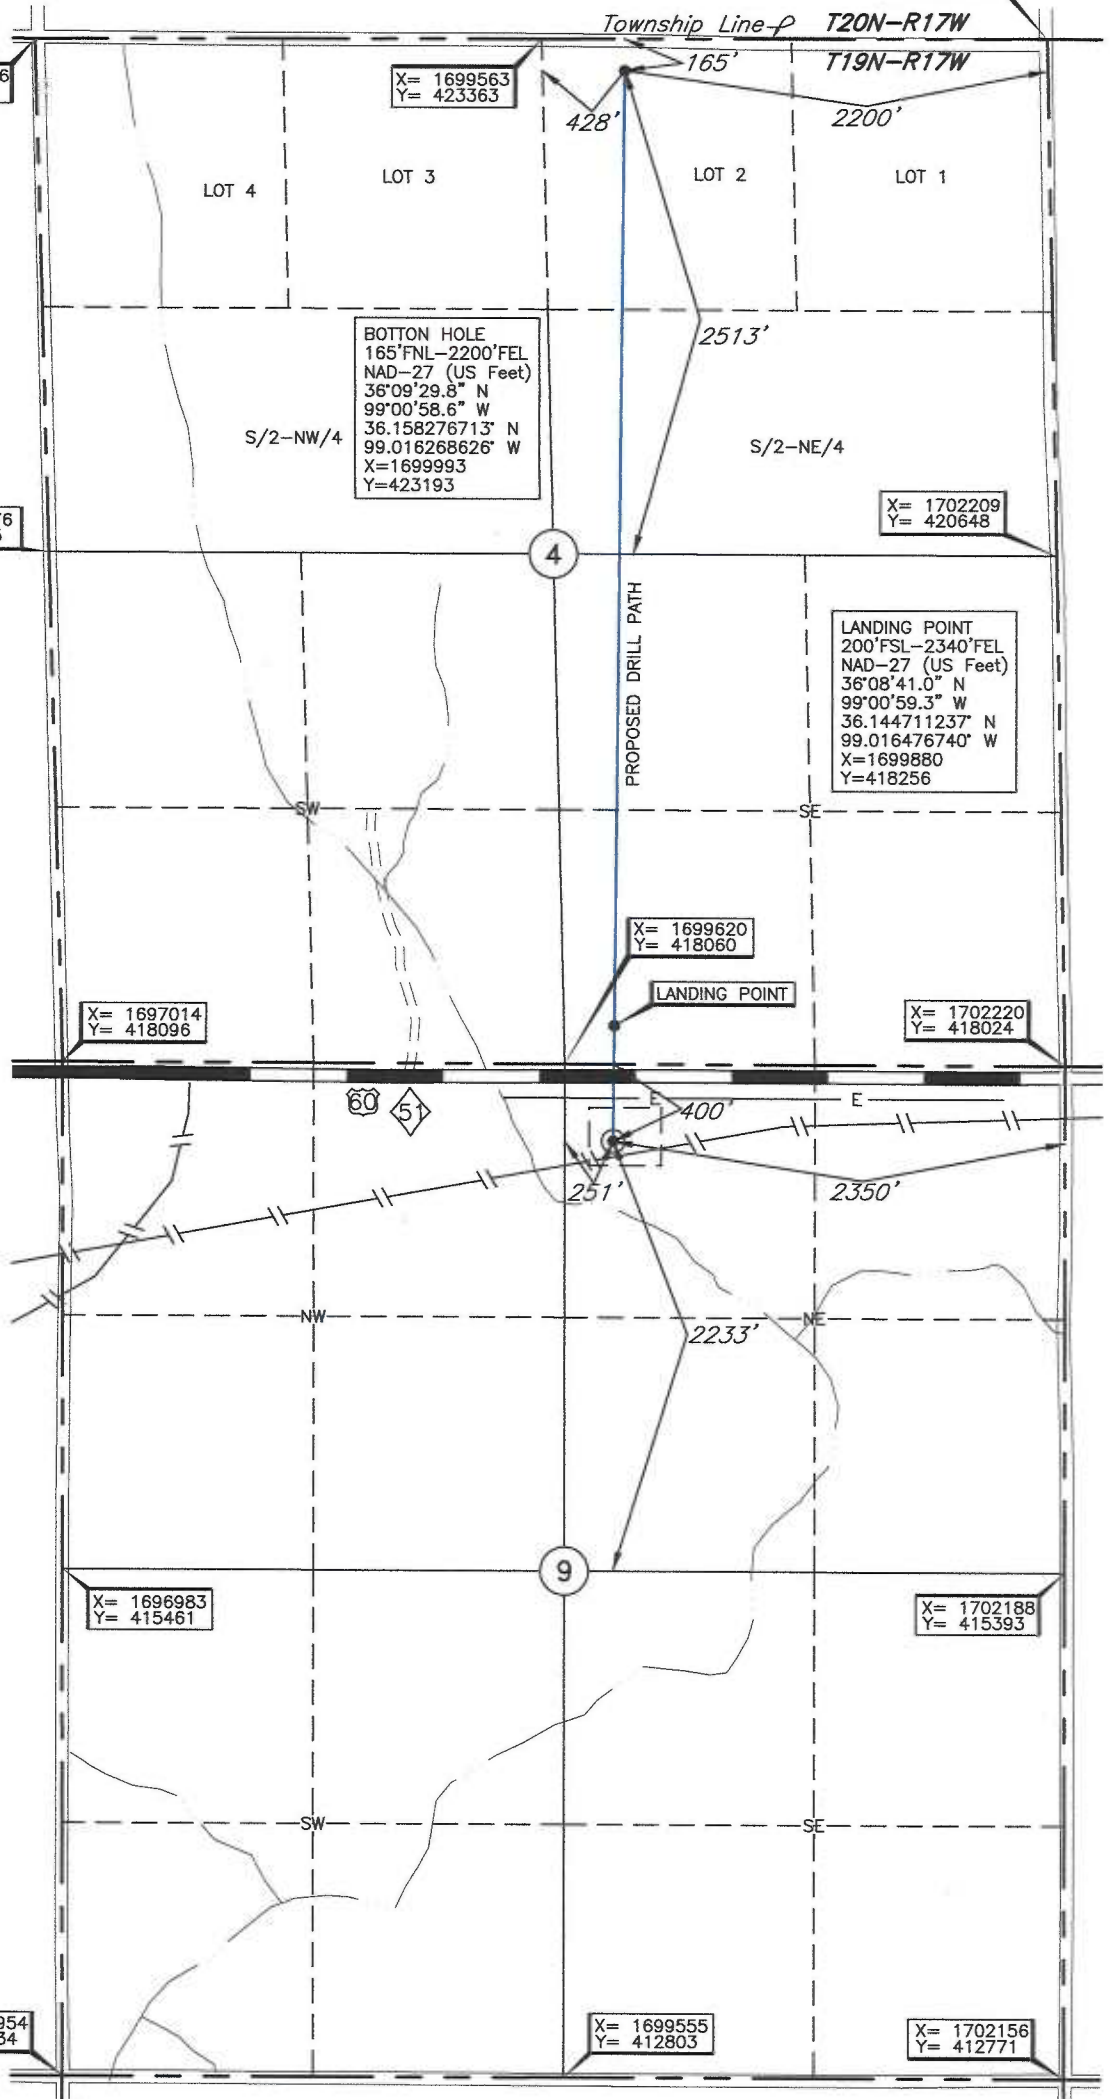 Township Line
T20N-R17W
T19N-R17W
6
X= 1699563
Y= 423363
165'
428'
2200'
LOT 4
LOT 3
LOT 2
LOT 1
2513'
BOTTON HOLE
165'FNL-2200'FEL
NAD-27 (US Feet)
36°09'29.8" N
99°00'58.6" W
36.158276713° N
99.016268626° W
X=1699993
Y=423193
S/2-NW/4
S/2-NE/4
X= 1702209
Y= 420648
4
PROPOSED DRILL PATH
LANDING POINT
200'FSL-2340'FEL
NAD-27 (US Feet)
36°08'41.0" N
99°00'59.3" W
36.144711237° N
99.016476740° W
X=1699880
Y=418256
SW
SE
X= 1699620
Y= 418060
LANDING POINT
X= 1697014
Y= 418096
X= 1702220
Y= 418024
60
51
E
E
400'
251'
2350'
NW
NE
2233'
9
X= 1696983
Y= 415461
X= 1702188
Y= 415393
SW
SE
954
34
X= 1699555
Y= 412803
X= 1702156
Y= 412771